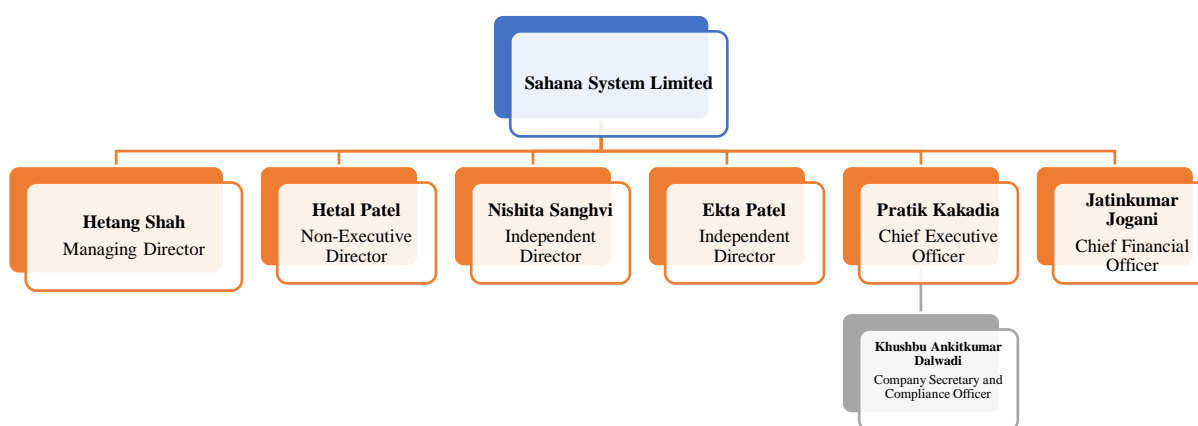 Sahana System Limited
Hetang Shah
Managing Director
Hetal Patel
Non-Executive
Director
Nishita Sanghvi
Independent
Director
Ekta Patel
Independent
Director
Pratik Kakadia
Chief Executive
Officer
Jatinkumar
Jogani
Chief Financial
Officer
Khushbu Ankitkumar
Dalwadi
Company Secretary and
Compliance Officer